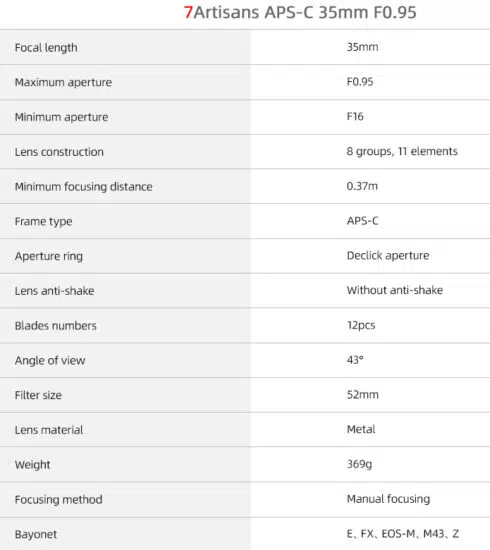 7Artisans APS-C 35mm F0.95
Focal length 35mm
Maximum aperture F0.95
Minimum aperture F16
Lens construction 8 groups, 11 elements
Minimum focusing distance 0.37m
Frame type APS-C
Aperture ring Declick aperture
Lens anti-shake Without anti-shake
Blades numbers 12pcs
Angle of view 43°
Filter size 52mm
Lens material Metal
Weight 369g
Focusing method Manual focusing
Bayonet E、FX、EOS-M、M43、Z